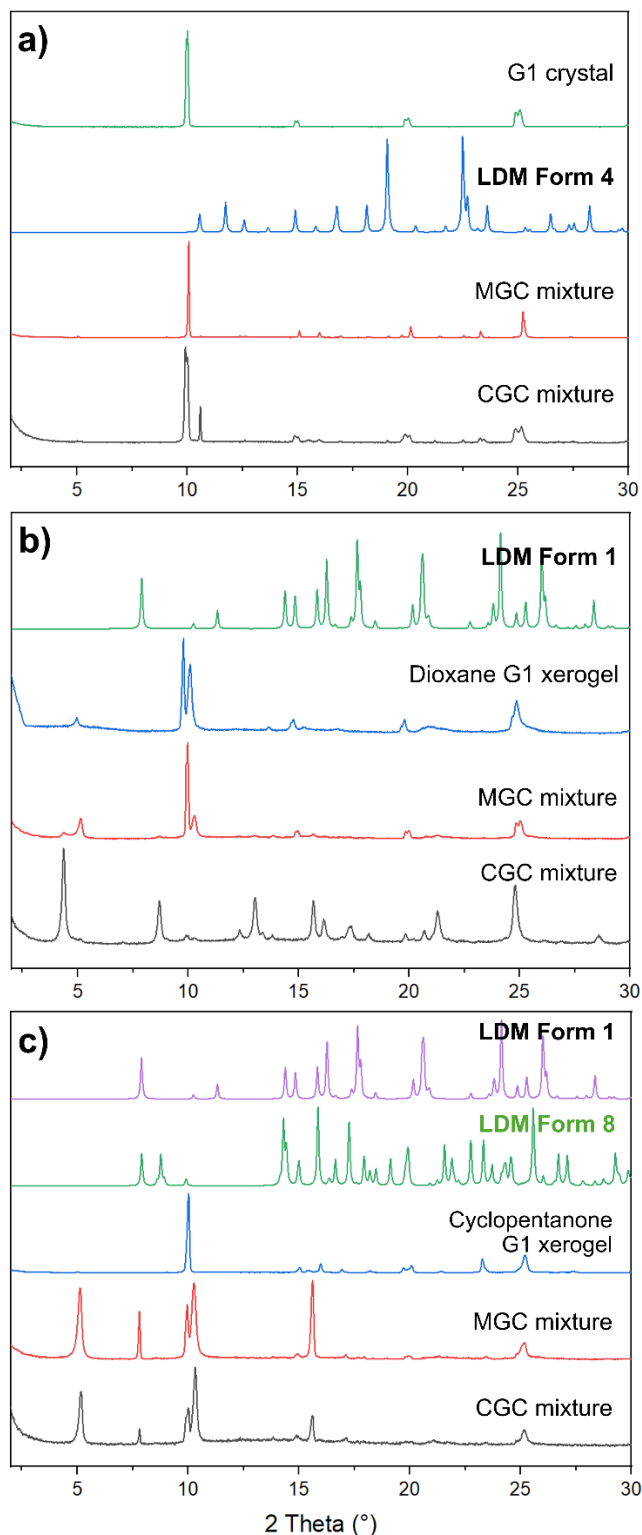 a)
G1 crystal
LDM Form 4
MGC mixture
CGC mixture
5 10 15 20 25 30
b)
LDM Form 1
Dioxane G1 xerogel
MGC mixture
CGC mixture
5 10 15 20 25 30
c)
LDM Form 1
LDM Form 8
Cyclopentanone
G1 xerogel
MGC mixture
CGC mixture
5 10 15 20 25 30
2 Theta (°)